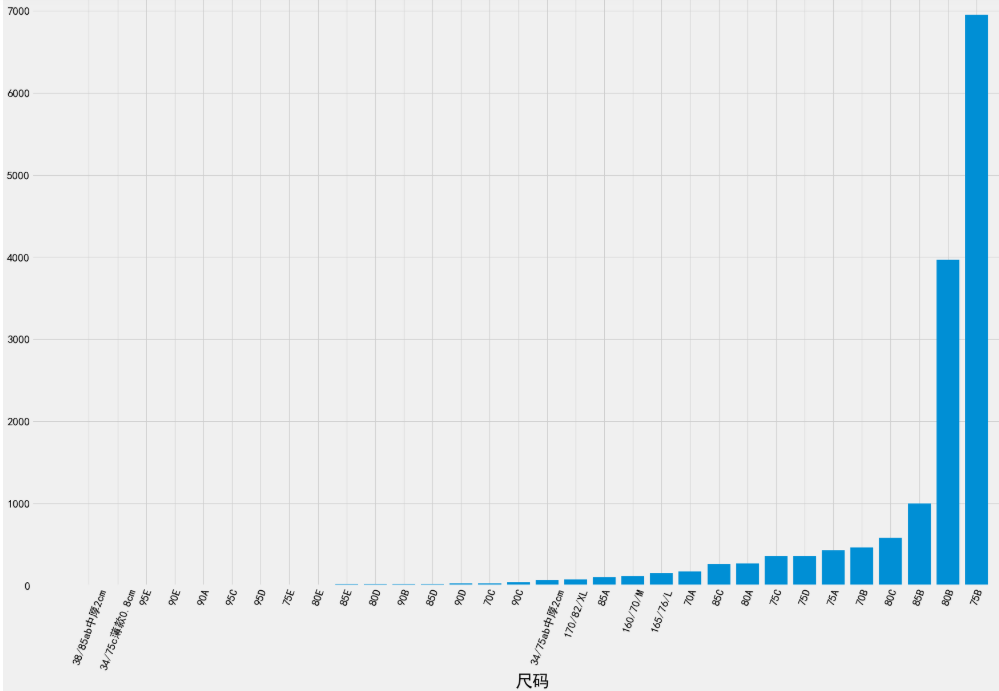 7000
6000
5000
4000
3000
2000
1000
0
38/85ab中厚2cm
34/75c薄款0.8cm
95E
90E
90A
95C
95D
75E
80E
85E
80D
90B
85D
90D
70C
90C
34/75ab中厚2cm
170/82/XL
85A
160/70/M
165/76/L
70A
85C
80A
75C
75D
75A
70B
80C
85B
80B
75B
尺码